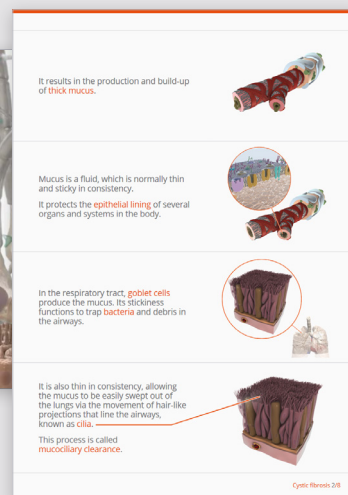 It results in the production and build-up
of thick mucus.
Mucus is a fluid, which is normally thin
and sticky in consistency.
It protects the epithelial lining of several
organs and systems in the body.
In the respiratory tract, goblet cells
produce the mucus. Its stickiness
functions to trap bacteria and debris in
the airways.
It is also thin in consistency, allowing
the mucus to be easily swept out of
the lungs via the movement of hair-like
projections that line the airways,
known as cilia.
This process is called
mucociliary clearance.
Cystic fibrosis 2/8